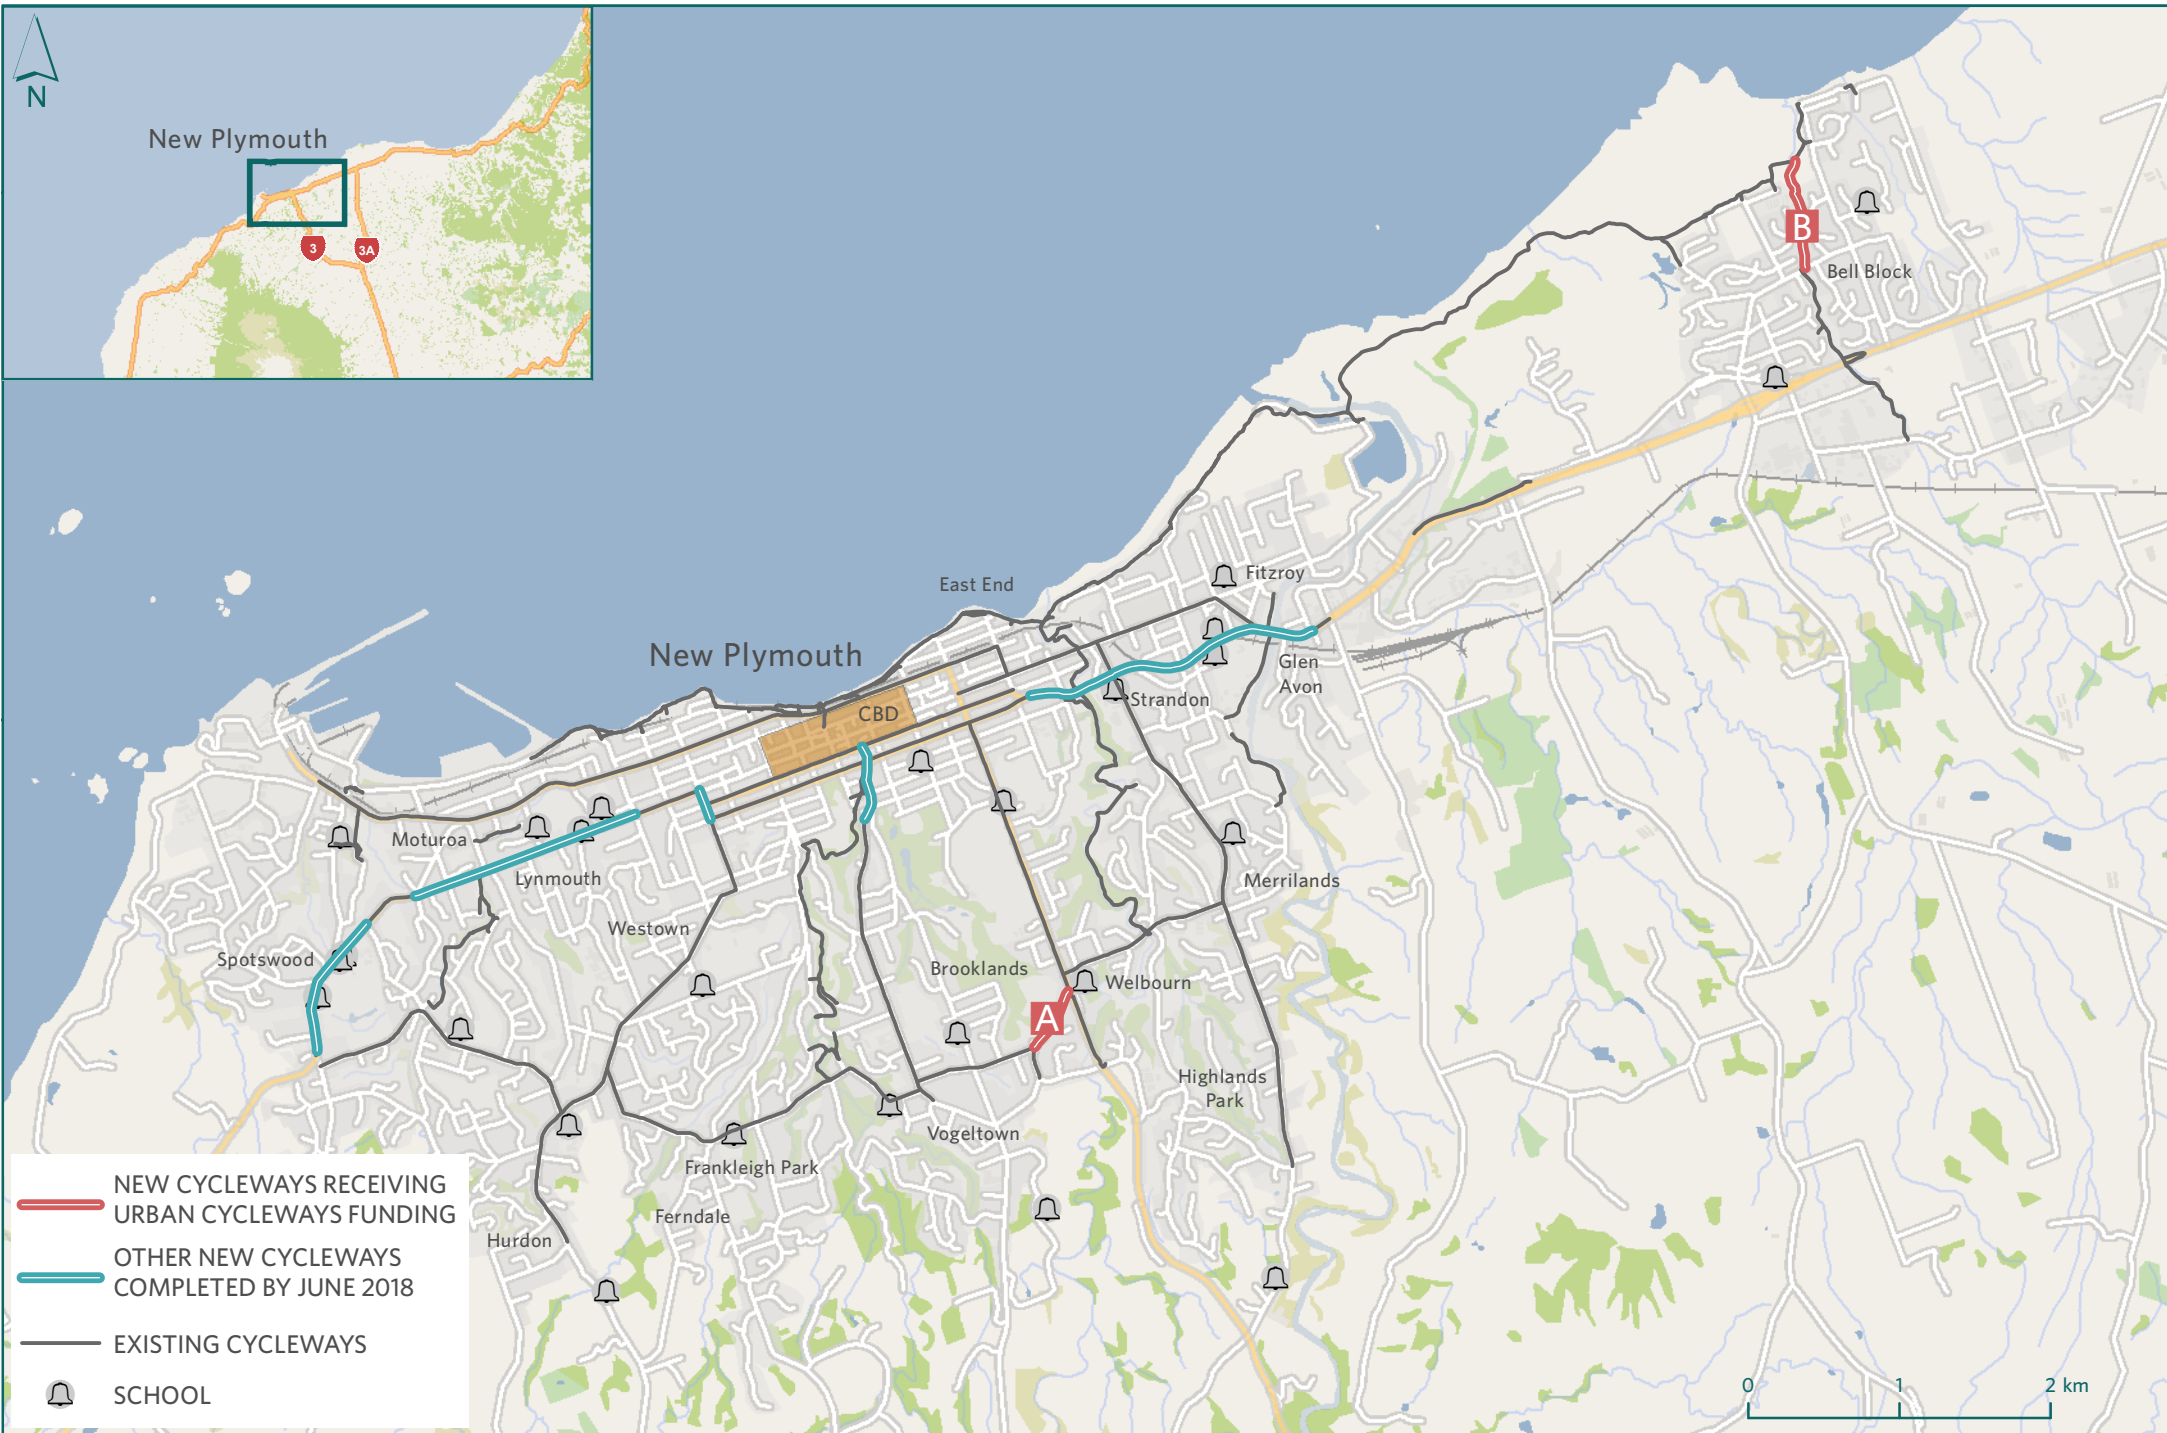 N
New Plymouth
3
3A
B
Bell Block
Fitzroy
East End
New Plymouth
Glen
Avon
Strandon
CBD
Moturoa
Lynmouth
Merrilands
Westown
Spotswood
Brooklands
Welbourn
A
Highlands
Park
Vogeltown
Frankleigh Park
Ferndale
Hurdon
NEW CYCLEWAYS RECEIVING
URBAN CYCLEWAYS FUNDING
OTHER NEW CYCLEWAYS
COMPLETED BY JUNE 2018
EXISTING CYCLEWAYS
SCHOOL
0 1 2 km